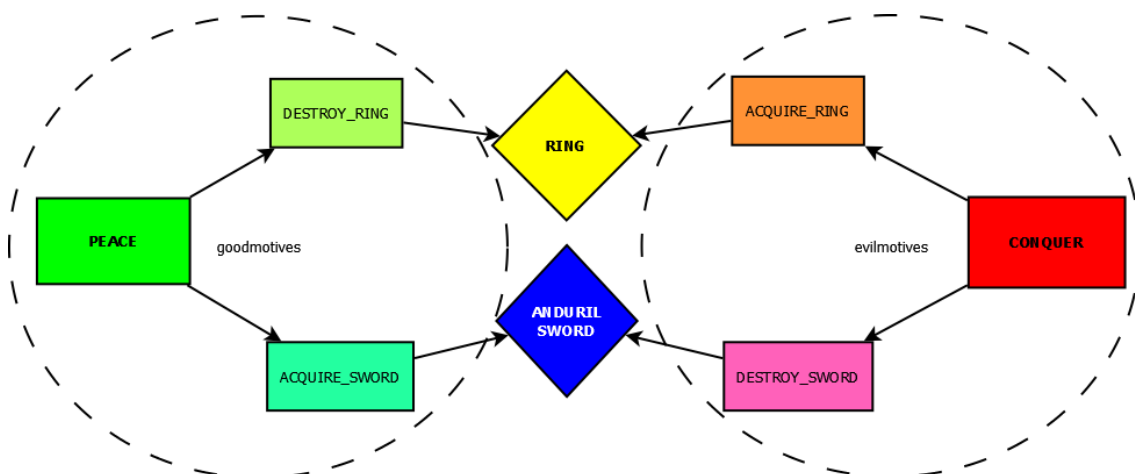 DESTROY_RING
RING
ACQUIRE_RING
PEACE
goodmotives
evilmotives
CONQUER
ANDURIL
SWORD
ACQUIRE_SWORD
DESTROY_SWORD